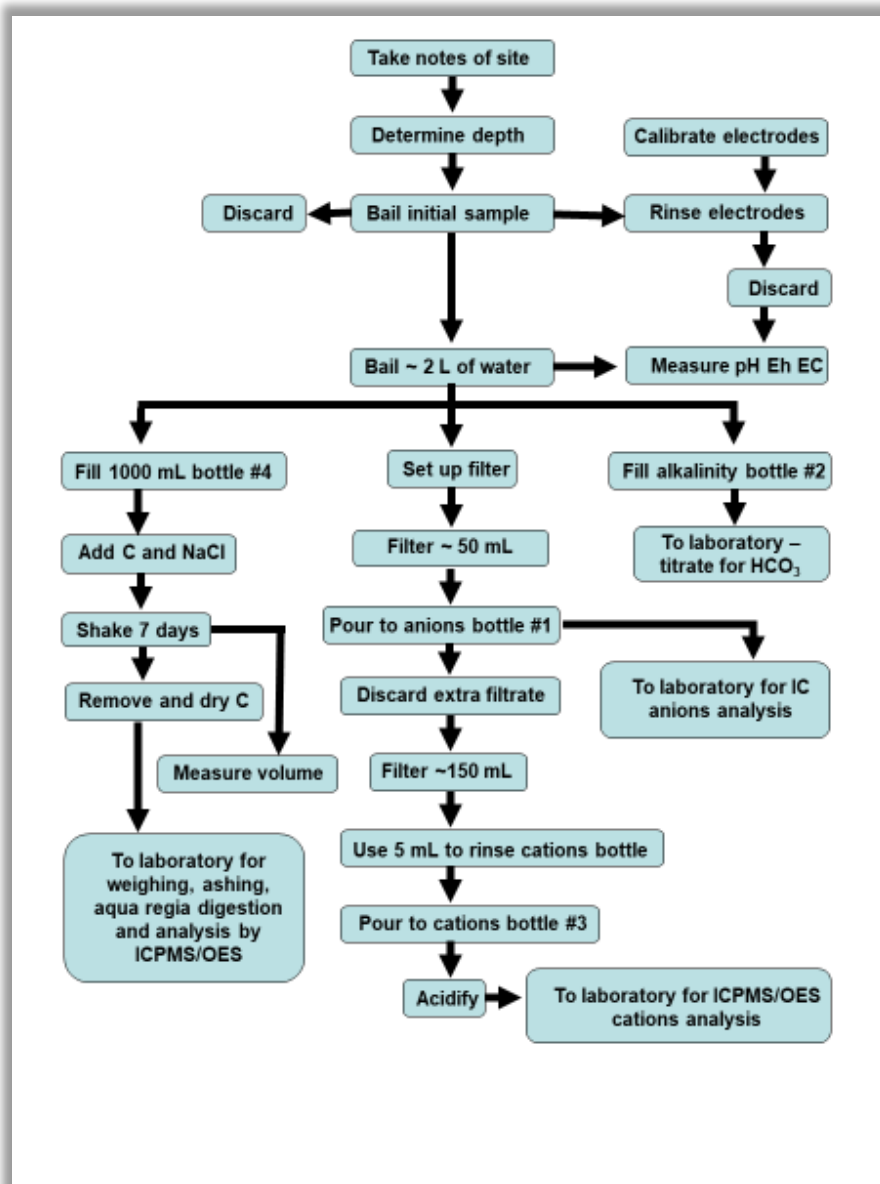 Take notes of site
Determine depth
Calibrate electrodes
Discard
Bail initial sample
Rinse electrodes
Discard
Bail ~ 2 L of water
Measure pH Eh EC
Fill 1000 mL bottle #4
Set up filter
Fill alkalinity bottle #2
Add C and NaCl
Filter ~ 50 mL
To laboratory –
titrate for HCO₃
Shake 7 days
Pour to anions bottle #1
Remove and dry C
Discard extra filtrate
To laboratory for IC
anions analysis
Measure volume
Filter ~150 mL
To laboratory for
weighing, ashing,
aqua regia digestion
and analysis by
ICPMS/OES
Use 5 mL to rinse cations bottle
Pour to cations bottle #3
Acidify
To laboratory for ICPMS/OES
cations analysis